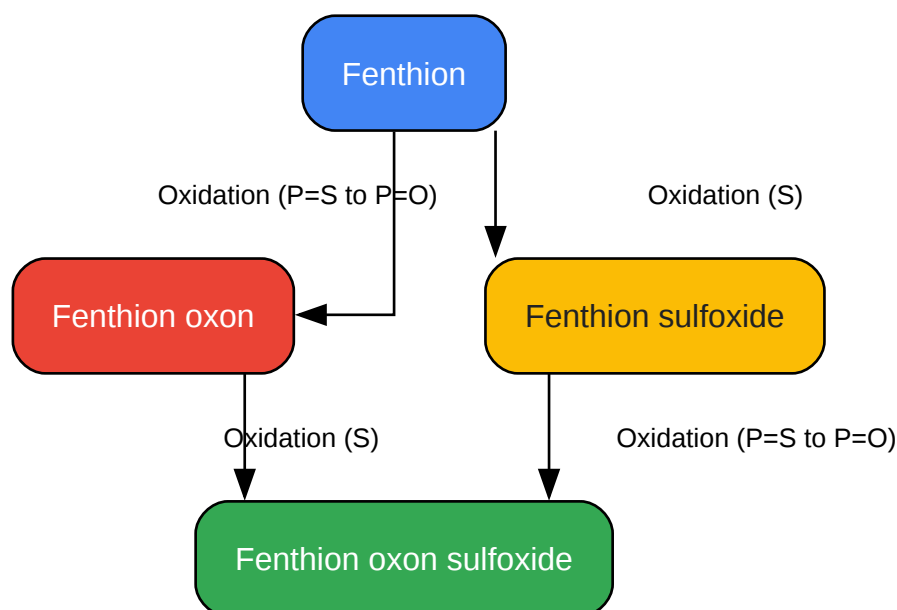 Fenthion
Oxidation (P=S to P=O)
Oxidation (S)
Fenthion oxon
Fenthion sulfoxide
Oxidation (S)
Oxidation (P=S to P=O)
Fenthion oxon sulfoxide